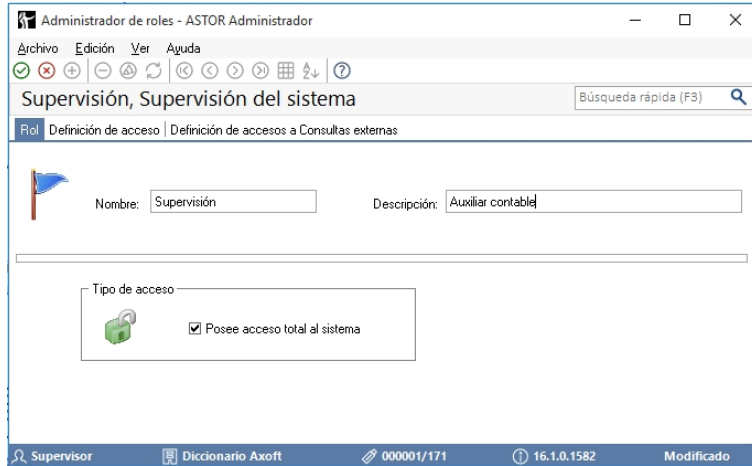 Administrador de roles - ASTOR Administrador
Archivo Edición Ver Ayuda
Supervisión, Supervisión del sistema
Búsqueda rápida (F3)
Rol Definición de acceso Definición de accesos a Consultas externas
Nombre: Supervisión Descripción: Auxiliar contable
Tipo de acceso
Posee acceso total al sistema
Supervisor Diccionario Axoft 000001/171 16.1.0.1582 Modificado